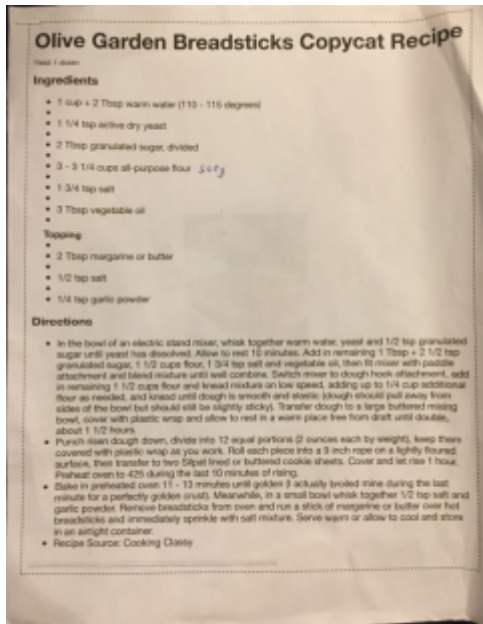 Olive Garden Breadsticks Copycat Recipe
Yield 1 dozen
Ingredients
• 1 cup + 2 Tbsp warm water (110 - 115 degrees)
•
• 1 1/4 tsp active dry yeast
•
• 2 Tbsp granulated sugar, divided
•
• 3 - 3 1/4 cups all-purpose flour
•
• 1 3/4 tsp salt
•
• 3 Tbsp vegetable oil
•
Topping
•
• 2 Tbsp margarine or butter
•
• 1/2 tsp salt
•
• 1/4 tsp garlic powder
Directions
• In the bowl of an electric stand mixer, whisk together warm water, yeast and 1/2 tsp granulated
sugar until yeast has dissolved. Allow to rest 10 minutes. Add in remaining 1 Tbsp + 2 1/2 tsp
granulated sugar, 1 1/2 cups flour, 1 3/4 tsp salt and vegetable oil, then fit mixer with paddle
attachment and blend mixture until well combine. Switch mixer to dough hook attachment, add
in remaining 1 1/2 cups flour and knead mixture on low speed, adding up to 1/4 cup additional
flour as needed, and knead until dough is smooth and elastic (dough should pull away from
sides of the bowl but should still be slightly sticky). Transfer dough to a large buttered mixing
bowl, cover with plastic wrap and allow to rest in a warm place free from draft until double,
about 1 1/2 hours.
• Punch risen dough down, divide into 12 equal portions (2 ounces each by weight), keep them
covered with plastic wrap as you work. Roll each piece into a 9 inch rope on a lightly floured
surface, then transfer to two Silpat lined or buttered cookie sheets. Cover and let rise 1 hour.
Preheat oven to 425 during the last 10 minutes of rising.
• Bake in preheated oven 11 - 13 minutes until golden (I actually broiled mine during the last
minute for a perfectly golden crust). Meanwhile, in a small bowl whisk together 1/2 tsp salt and
garlic powder. Remove breadsticks from oven and run a stick of margarine or butter over hot
breadsticks and immediately sprinkle with salt mixture. Serve warm or allow to cool and store
in an airtight container.
• Recipe Source: Cooking Classy